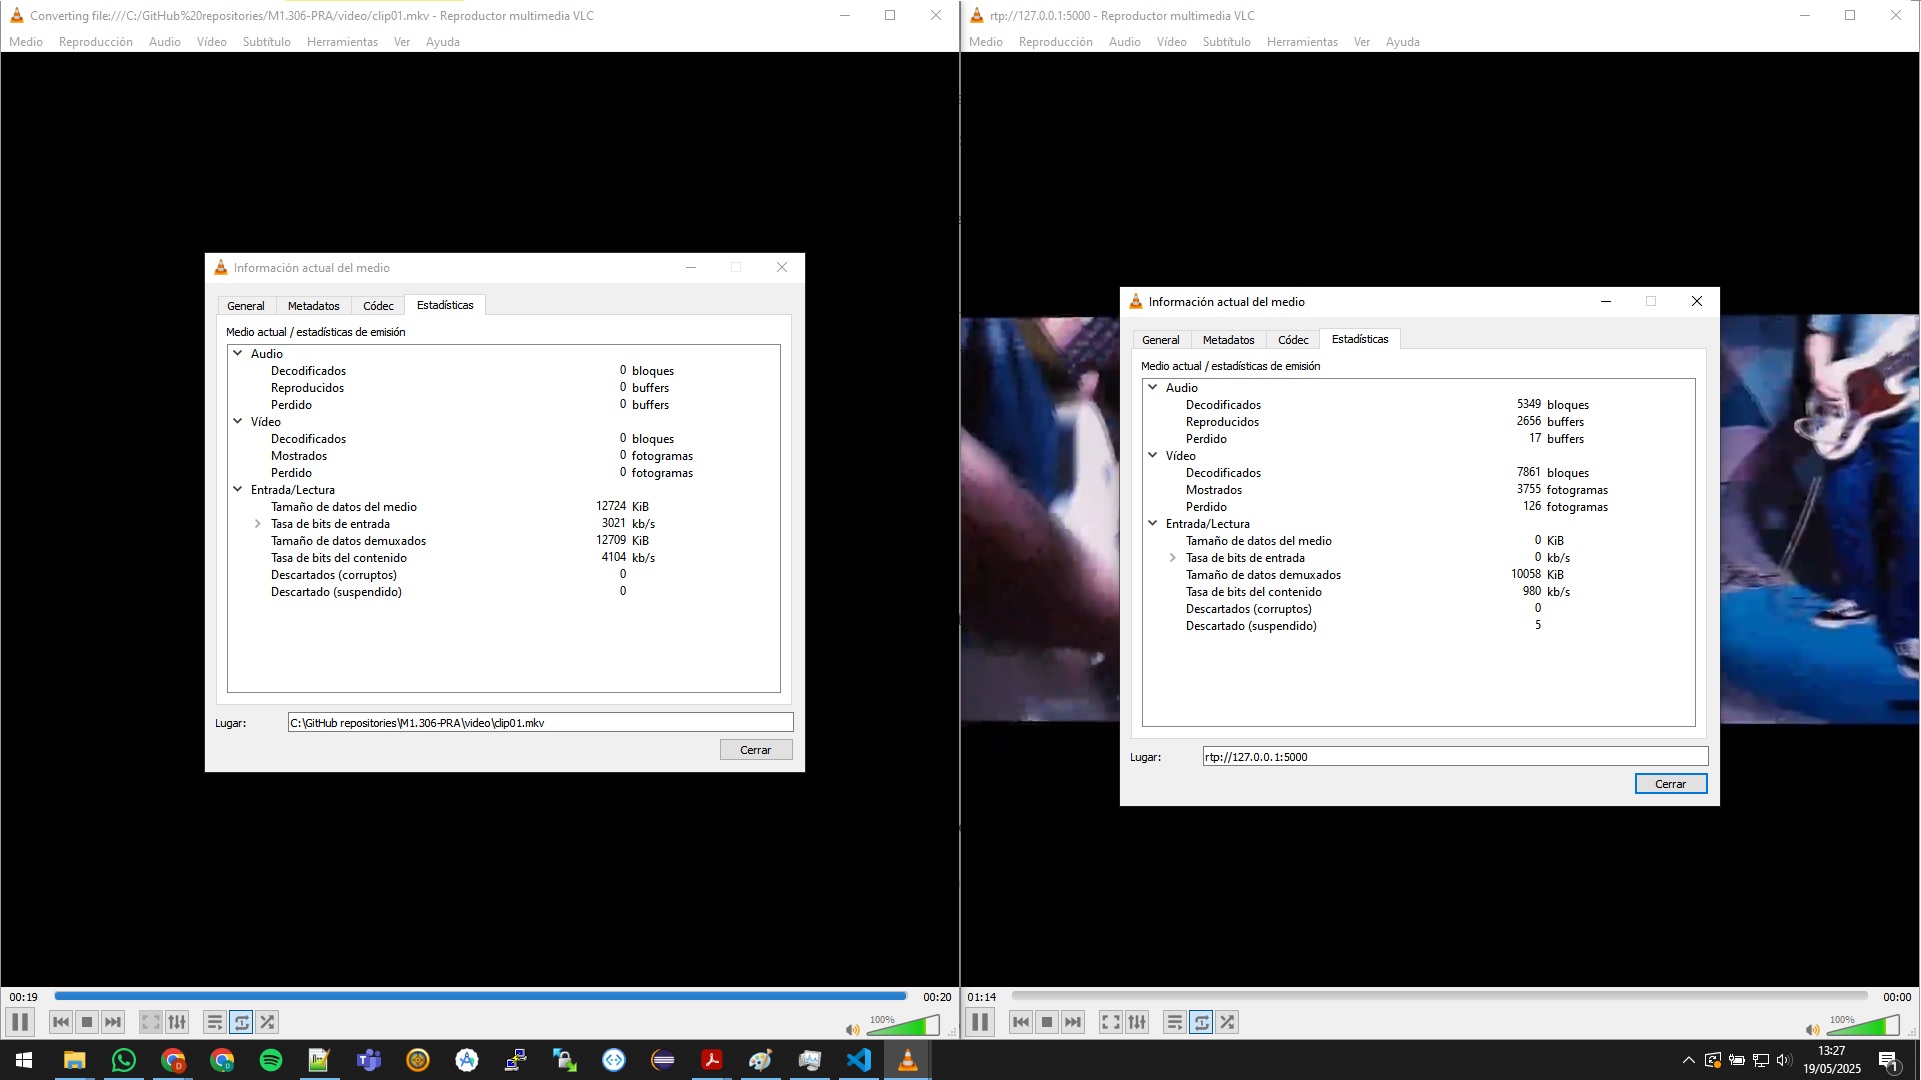 Converting file:///C:/GitHub%20repositories/M1.306-PRA/video/clip01.mkv - Reproductor multimedia VLC
Medio Reproducción Audio Vídeo Subtítulo Herramientas Ver Ayuda
Información actual del medio
General Metadatos Códec Estadísticas
Medio actual / estadísticas de emisión
Audio
Decodificados 0 bloques
Reproducidos 0 buffers
Perdido 0 buffers
Vídeo
Decodificados 0 bloques
Mostrados 0 fotogramas
Perdido 0 fotogramas
Entrada/Lectura
Tamaño de datos del medio 12724 KiB
Tasa de bits de entrada 3021 kb/s
Tamaño de datos demuxados 12709 KiB
Tasa de bits del contenido 4104 kb/s
Descartados (corruptos) 0
Descartado (suspendido) 0
Lugar: C:\GitHub repositories\M1.306-PRA\video\clip01.mkv
Cerrar
00:19 00:20
100%
rtp://127.0.0.1:5000 - Reproductor multimedia VLC
Medio Reproducción Audio Vídeo Subtítulo Herramientas Ver Ayuda
Información actual del medio
General Metadatos Códec Estadísticas
Medio actual / estadísticas de emisión
Audio
Decodificados 5349 bloques
Reproducidos 2656 buffers
Perdido 17 buffers
Vídeo
Decodificados 7861 bloques
Mostrados 3755 fotogramas
Perdido 126 fotogramas
Entrada/Lectura
Tamaño de datos del medio 0 KiB
Tasa de bits de entrada 0 kb/s
Tamaño de datos demuxados 10058 KiB
Tasa de bits del contenido 980 kb/s
Descartados (corruptos) 0
Descartado (suspendido) 5
Lugar: rtp://127.0.0.1:5000
Cerrar
01:14 00:00
100%
13:27
19/05/2025
1